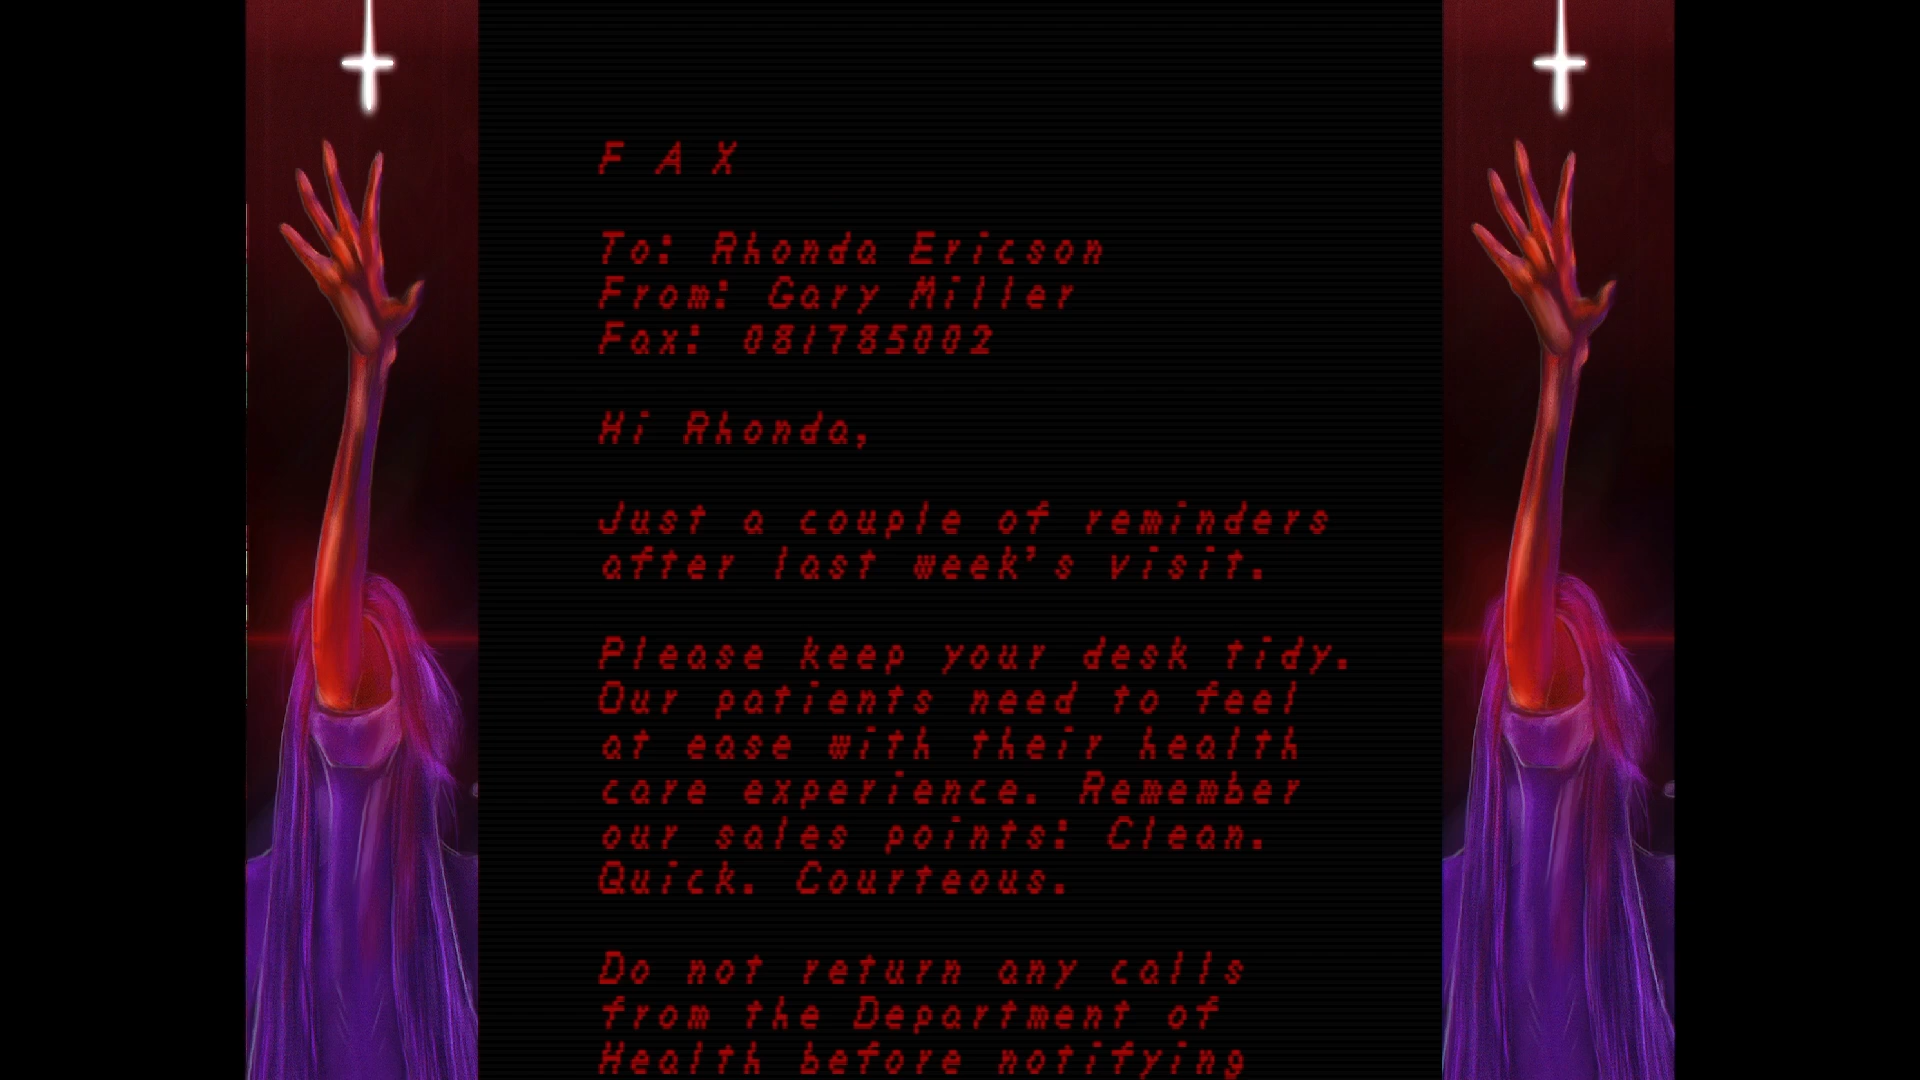 F A X
To: Rhonda Ericson
From: Gary Miller
Fax: 081785002
Hi Rhonda,
Just a couple of reminders
after last week's visit.
Please keep your desk tidy.
Our patients need to feel
at ease with their health
care experience. Remember
our sales points: Clean.
Quick. Courteous.
Do not return any calls
from the Department of
Health before notifying